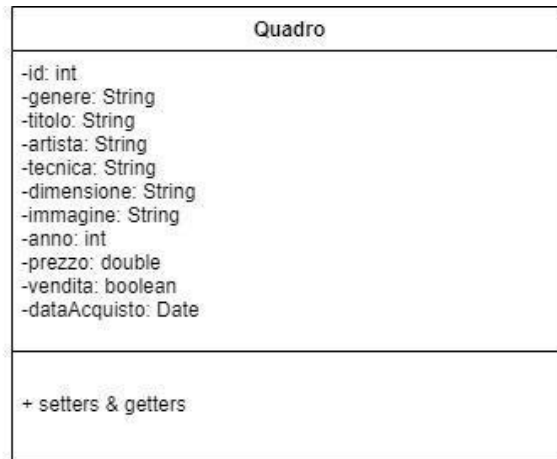 Quadro
-id: int
-genere: String
-titolo: String
-artista: String
-tecnica: String
-dimensione: String
-immagine: String
-anno: int
-prezzo: double
-vendita: boolean
-dataAcquisto: Date
+ setters & getters